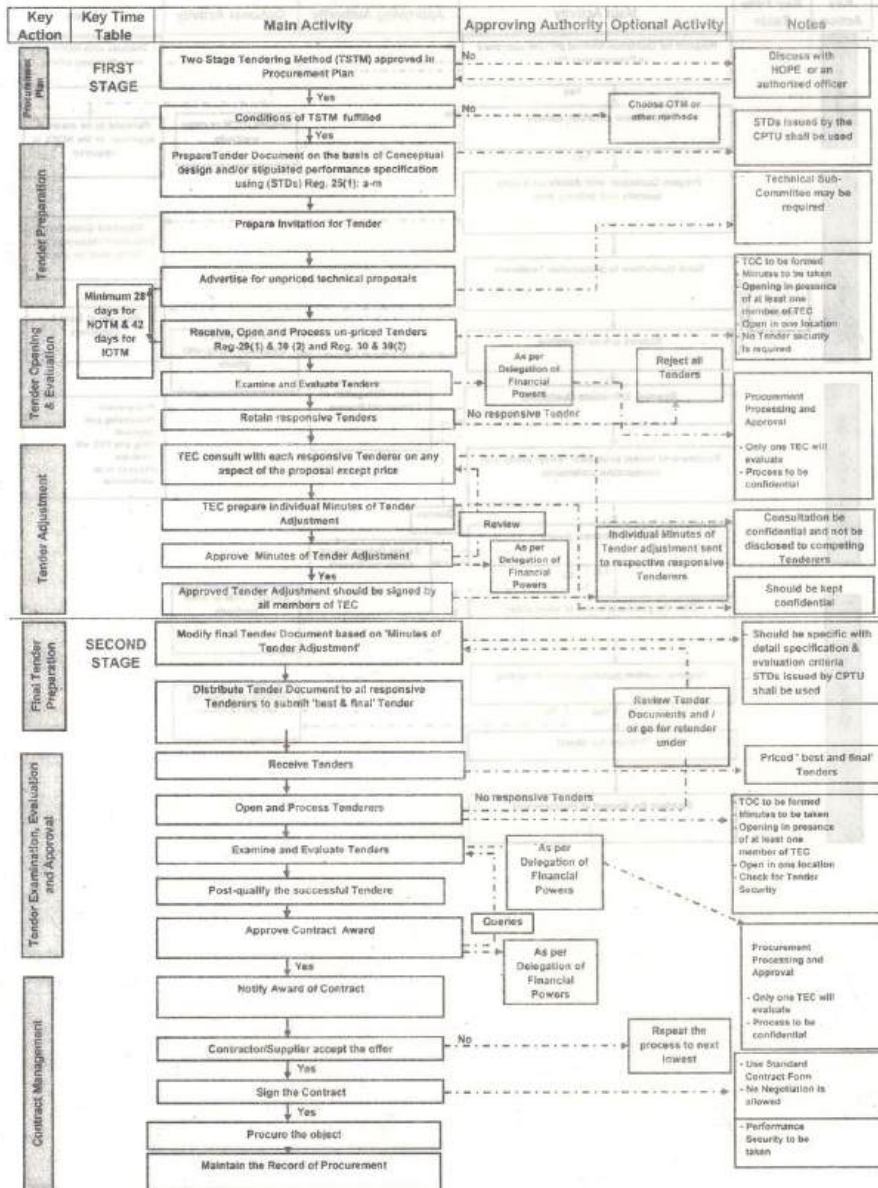 Key Action
Key Time Table
Main Activity
Approving Authority
Optional Activity
Notes
Procurement Plan
FIRST
STAGE
Two Stage Tendering Method (TSTM) approved in
Procurement Plan
No
Discuss with
HOPE or an
authorized officer
Yes
Conditions of TSTM fulfilled
No
Choose OTM or
other methods
STDs issued by the
CPTU shall be used
Yes
Tender Preparation
PrepareTender Document on the basis of Conceptual
design and/or stipulated performance specification
using (STDs) Reg. 25(1): a-m
Technical Sub-
Committee may be
required
Prepare Invitation for Tender
Advertise for unpriced technical proposals
- TOC to be formed
- Minutes to be taken
- Opening in presence
of at least one
member of TEC
- Open in one location
- No Tender security
is required
Minimum 28
days for
NOTM & 42
days for
IOTM
Tender Opening
& Evaluation
Receive, Open and Process un-priced Tenders
Reg-29(1) & 39 (2) and Reg. 30 & 39(2)
Examine and Evaluate Tenders
As per
Delegation of
Financial
Powers
Reject all
Tenders
Retain responsive Tenders
No responsive Tender
Procurement
Processing and
Approval
- Only one TEC will
evaluate
- Process to be
confidential
Tender Adjustment
TEC consult with each responsive Tenderer on any
aspect of the proposal except price
TEC prepare individual Minutes of Tender
Adjustment
Review
Individual Minutes of
Tender adjustment sent
to respective responsive
Tenderers
Consultation be
confidential and not be
disclosed to competing
Tenderers
Approve Minutes of Tender Adjustment
As per
Delegation of
Financial
Powers
Yes
Approved Tender Adjustment should be signed by
all members of TEC
Should be kept
confidential
Final Tender
Preparation
SECOND
STAGE
Modify final Tender Document based on 'Minutes of
Tender Adjustment'
- Should be specific with
detail specification &
evaluation criteria
STDs issued by CPTU
shall be used
Distribute Tender Document to all responsive
Tenderers to submit 'best & final' Tender
Review Tender
Documents and /
or go for retender
under
Tender Examination, Evaluation
and Approval
Receive Tenders
Priced " best and final'
Tenders
Open and Process Tenderers
No responsive Tenders
- TOC to be formed
- Minutes to be taken
- Opening in presence
of at least one
member of TEC
- Open in one location
- Check for Tender
Security
Examine and Evaluate Tenders
As per
Delegation of
Financial
Powers
Post-qualify the successful Tendere
Queries
Approve Contract Award
As per
Delegation of
Financial
Powers
Yes
Procurement
Processing and
Approval
- Only one TEC will
evaluate
- Process to be
confidential
Contract Management
Notify Award of Contract
Contractor/Supplier accept the offer
No
Repeat the
process to next
lowest
Yes
Sign the Contract
- Use Standard
Contract Form
- No Negotiation is
allowed
Yes
Procure the object
- Performance
Security to be
taken
Maintain the Record of Procurement